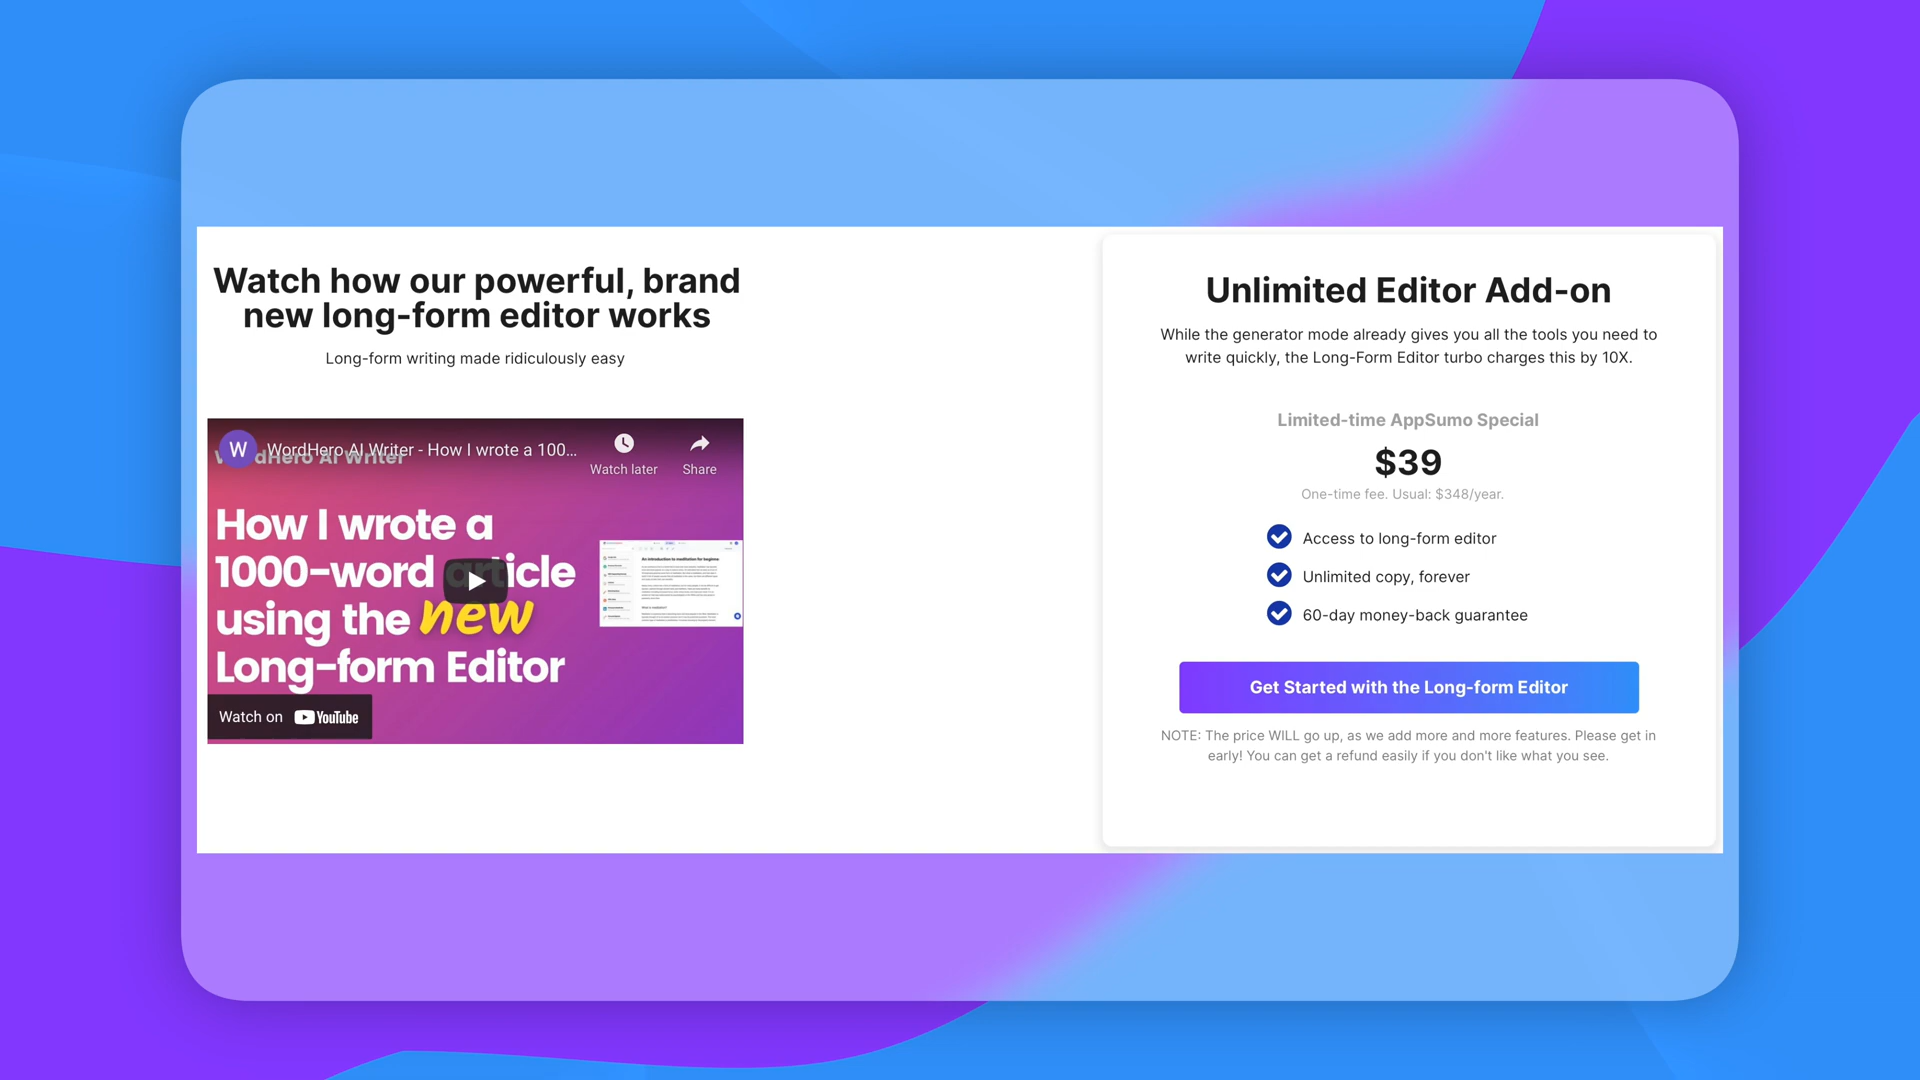 Watch how our powerful, brand
new long-form editor works
Long-form writing made ridiculously easy
W
WordHero AI Writer - How I wrote a 100...
Watch later
Share
How I wrote a
1000-word article
using the new
Long-form Editor
Watch on YouTube
Unlimited Editor Add-on
While the generator mode already gives you all the tools you need to
write quickly, the Long-Form Editor turbo charges this by 10X.
Limited-time AppSumo Special
$39
One-time fee. Usual: $348/year.
Access to long-form editor
Unlimited copy, forever
60-day money-back guarantee
Get Started with the Long-form Editor
NOTE: The price WILL go up, as we add more and more features. Please get in
early! You can get a refund easily if you don't like what you see.